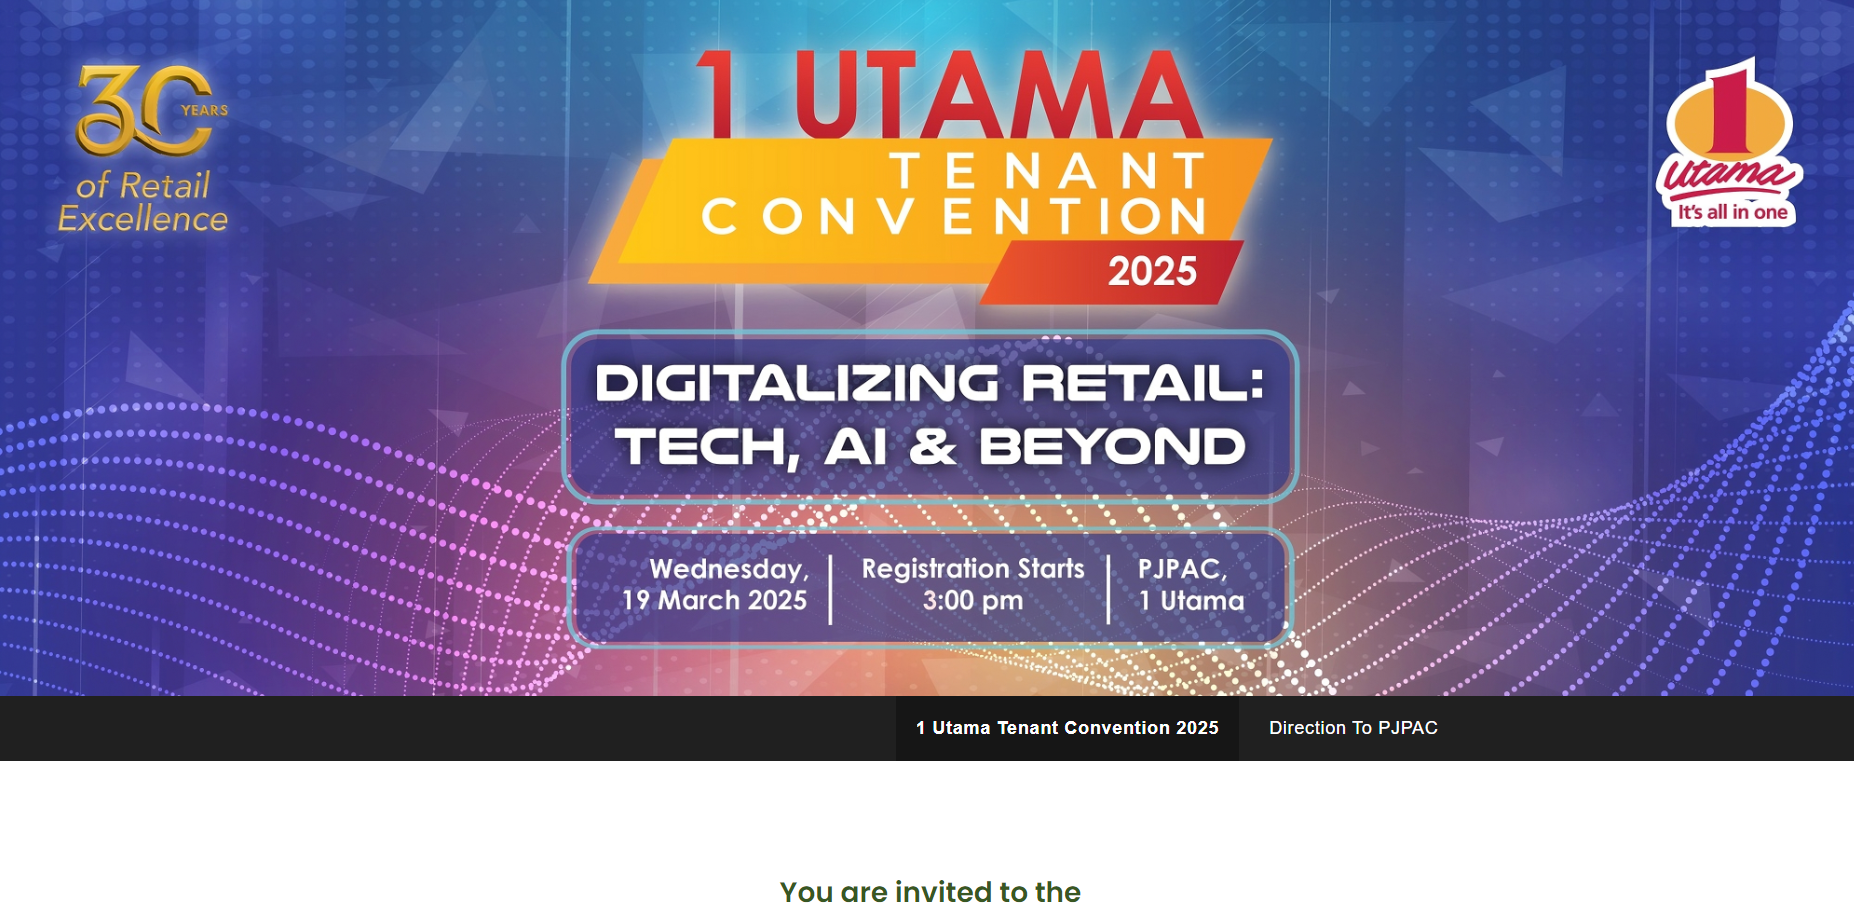 30 YEARS
of Retail
Excellence
1 UTAMA
TENANT
CONVENTION
2025
1
Utama
It's all in one
DIGITALIZING RETAIL:
TECH, AI & BEYOND
Wednesday,
19 March 2025
Registration Starts
3:00 pm
PJPAC,
1 Utama
1 Utama Tenant Convention 2025
Direction To PJPAC
You are invited to the